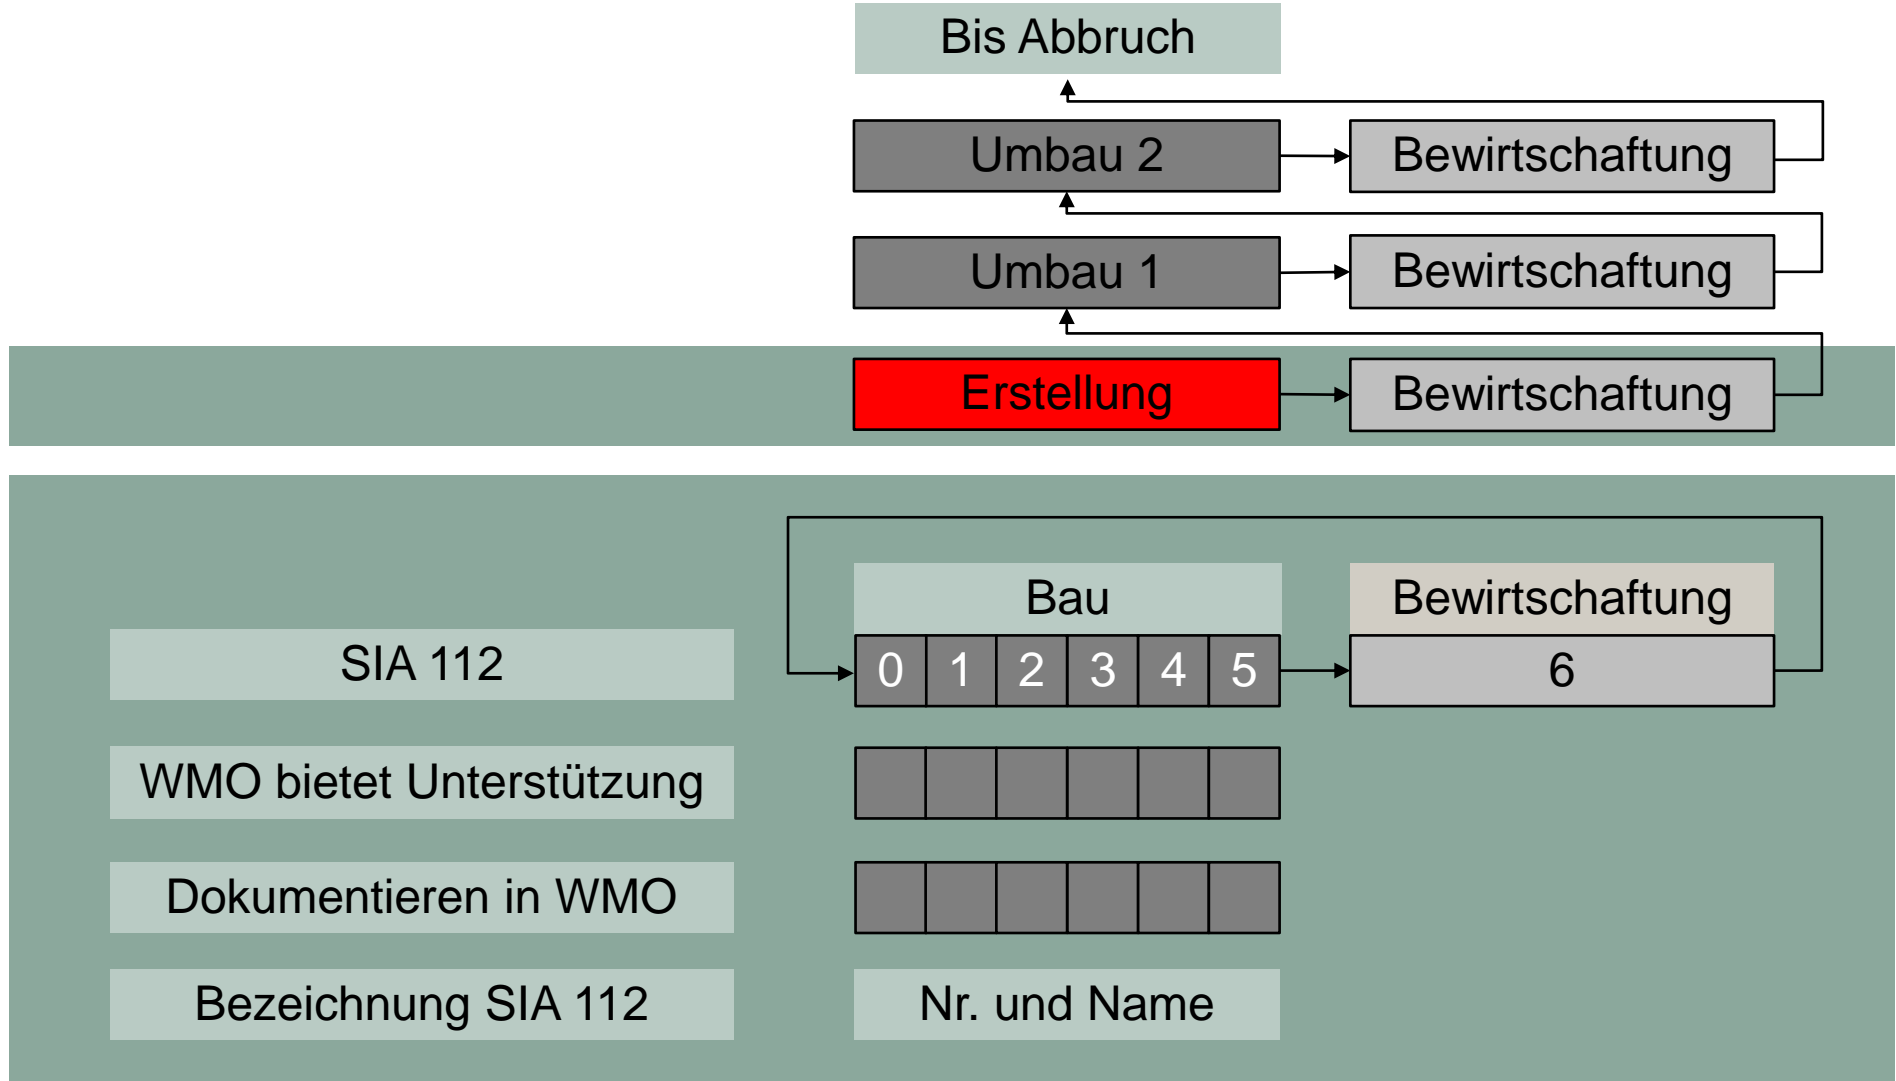 Bis Abbruch
Umbau 2
Bewirtschaftung
Umbau 1
Bewirtschaftung
Erstellung
Bewirtschaftung
Bau
Bewirtschaftung
SIA 112
0 1 2 3 4 5
6
WMO bietet Unterstützung
Dokumentieren in WMO
Bezeichnung SIA 112
Nr. und Name